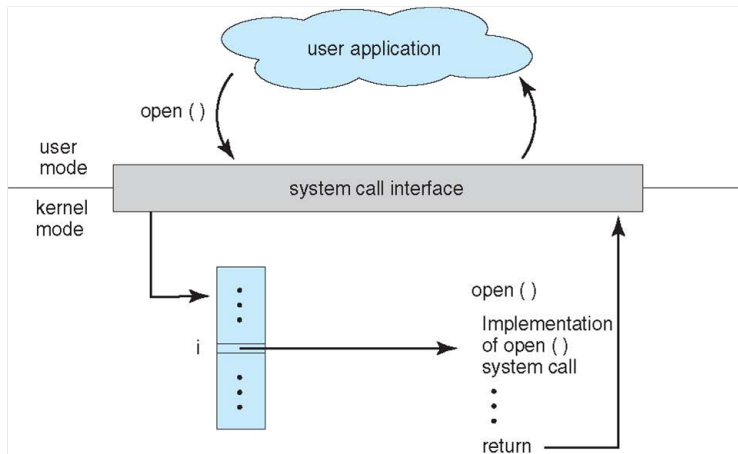 user application
open ( )
user
mode
system call interface
kernel
mode
open ( )
i
Implementation
of open ( )
system call
return